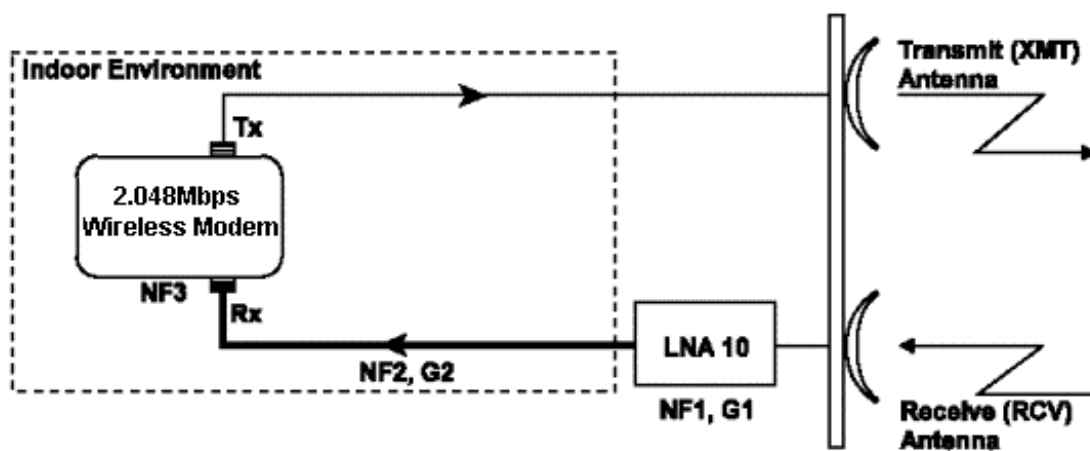 Indoor Environment
Transmit (XMT)
Antenna
Tx
2.048Mbps
Wireless Modem
NF3
Rx
LNA 10
NF2, G2
NF1, G1
Receive (RCV)
Antenna